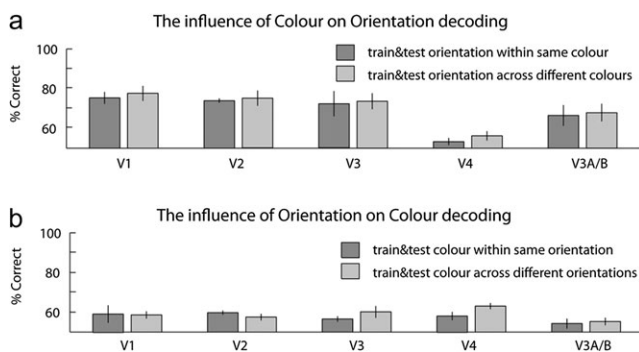 a
The influence of Colour on Orientation decoding
100
80
60
% Correct
train&test orientation within same colour
train&test orientation across different colours
V1 V2 V3 V4 V3A/B
b
The influence of Orientation on Colour decoding
100
80
60
% Correct
train&test colour within same orientation
train&test colour across different orientations
V1 V2 V3 V4 V3A/B